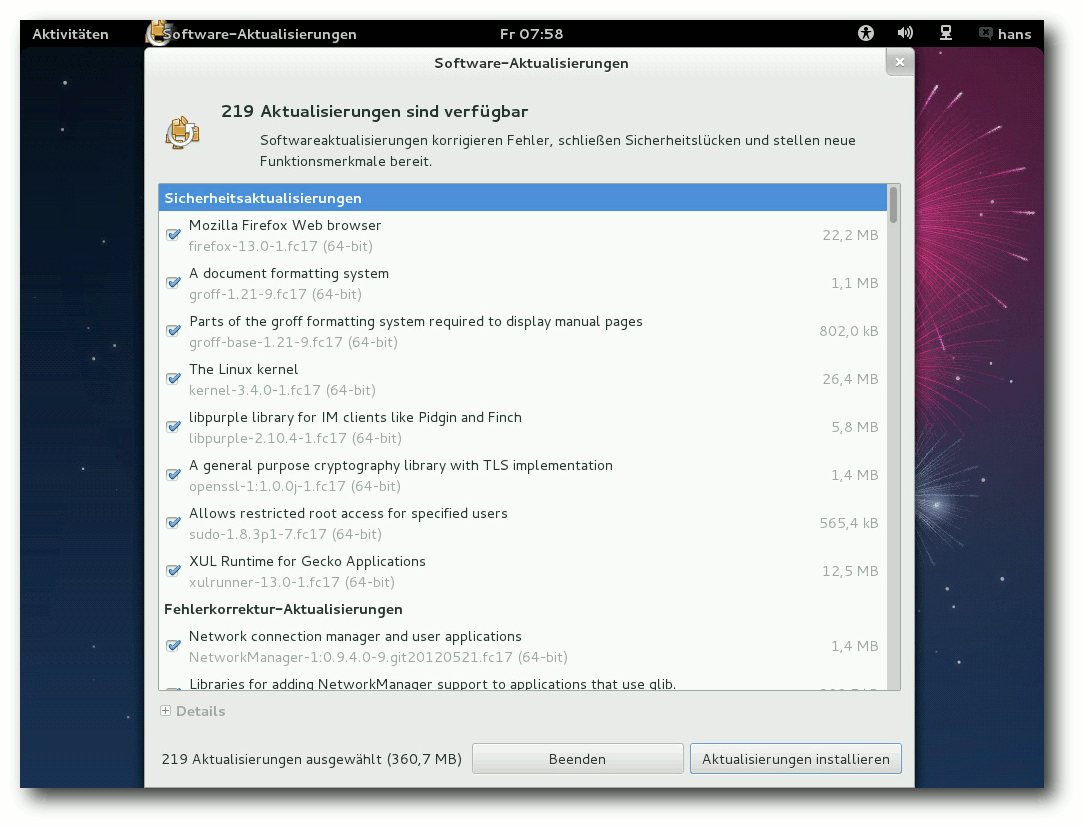 Aktivitäten Software-Aktualisierungen Fr 07:58 hans
Software-Aktualisierungen
219 Aktualisierungen sind verfügbar
Softwareaktualisierungen korrigieren Fehler, schließen Sicherheitslücken und stellen neue
Funktionsmerkmale bereit.
Sicherheitsaktualisierungen
Mozilla Firefox Web browser
firefox-13.0-1.fc17 (64-bit) 22,2 MB
A document formatting system
groff-1.21-9.fc17 (64-bit) 1,1 MB
Parts of the groff formatting system required to display manual pages
groff-base-1.21-9.fc17 (64-bit) 802,0 kB
The Linux kernel
kernel-3.4.0-1.fc17 (64-bit) 26,4 MB
libpurple library for IM clients like Pidgin and Finch
libpurple-2.10.4-1.fc17 (64-bit) 5,8 MB
A general purpose cryptography library with TLS implementation
openssl-1:1.0.0j-1.fc17 (64-bit) 1,4 MB
Allows restricted root access for specified users
sudo-1.8.3p1-7.fc17 (64-bit) 565,4 kB
XUL Runtime for Gecko Applications
xulrunner-13.0-1.fc17 (64-bit) 12,5 MB
Fehlerkorrektur-Aktualisierungen
Network connection manager and user applications
NetworkManager-1:0.9.4.0-9.git20120521.fc17 (64-bit) 1,4 MB
Libraries for adding NetworkManager support to applications that use glib.
Details
219 Aktualisierungen ausgewählt (360,7 MB) Beenden Aktualisierungen installieren